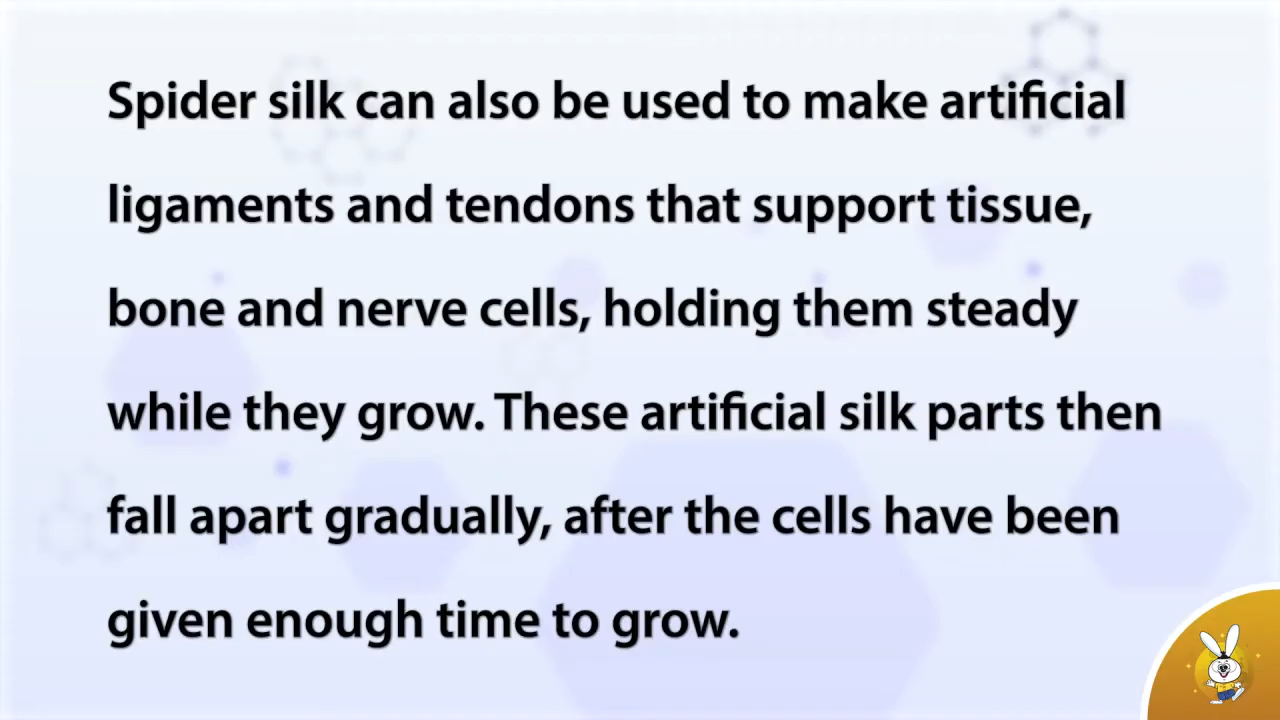 Spider silk can also be used to make artificial
ligaments and tendons that support tissue,
bone and nerve cells, holding them steady
while they grow. These artificial silk parts then
fall apart gradually, after the cells have been
given enough time to grow.